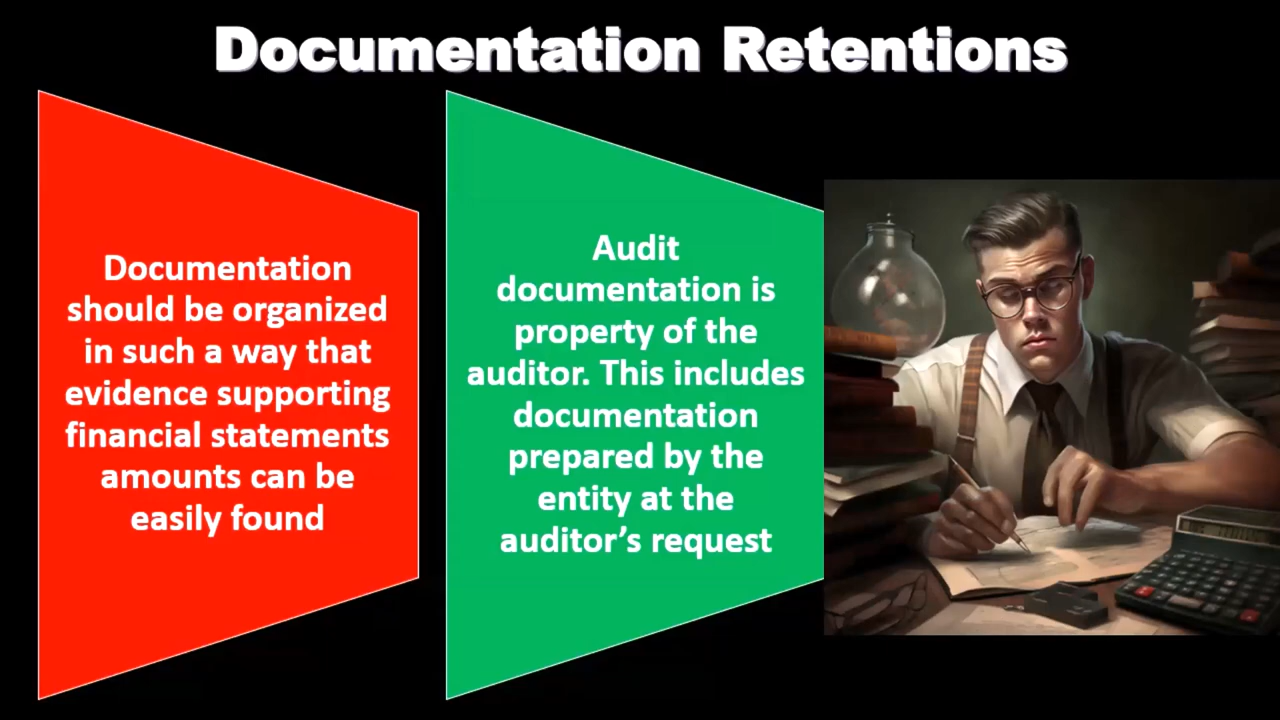 Documentation Retentions
Documentation
should be organized
in such a way that
evidence supporting
financial statements
amounts can be
easily found
Audit
documentation is
property of the
auditor. This includes
documentation
prepared by the
entity at the
auditor’s request